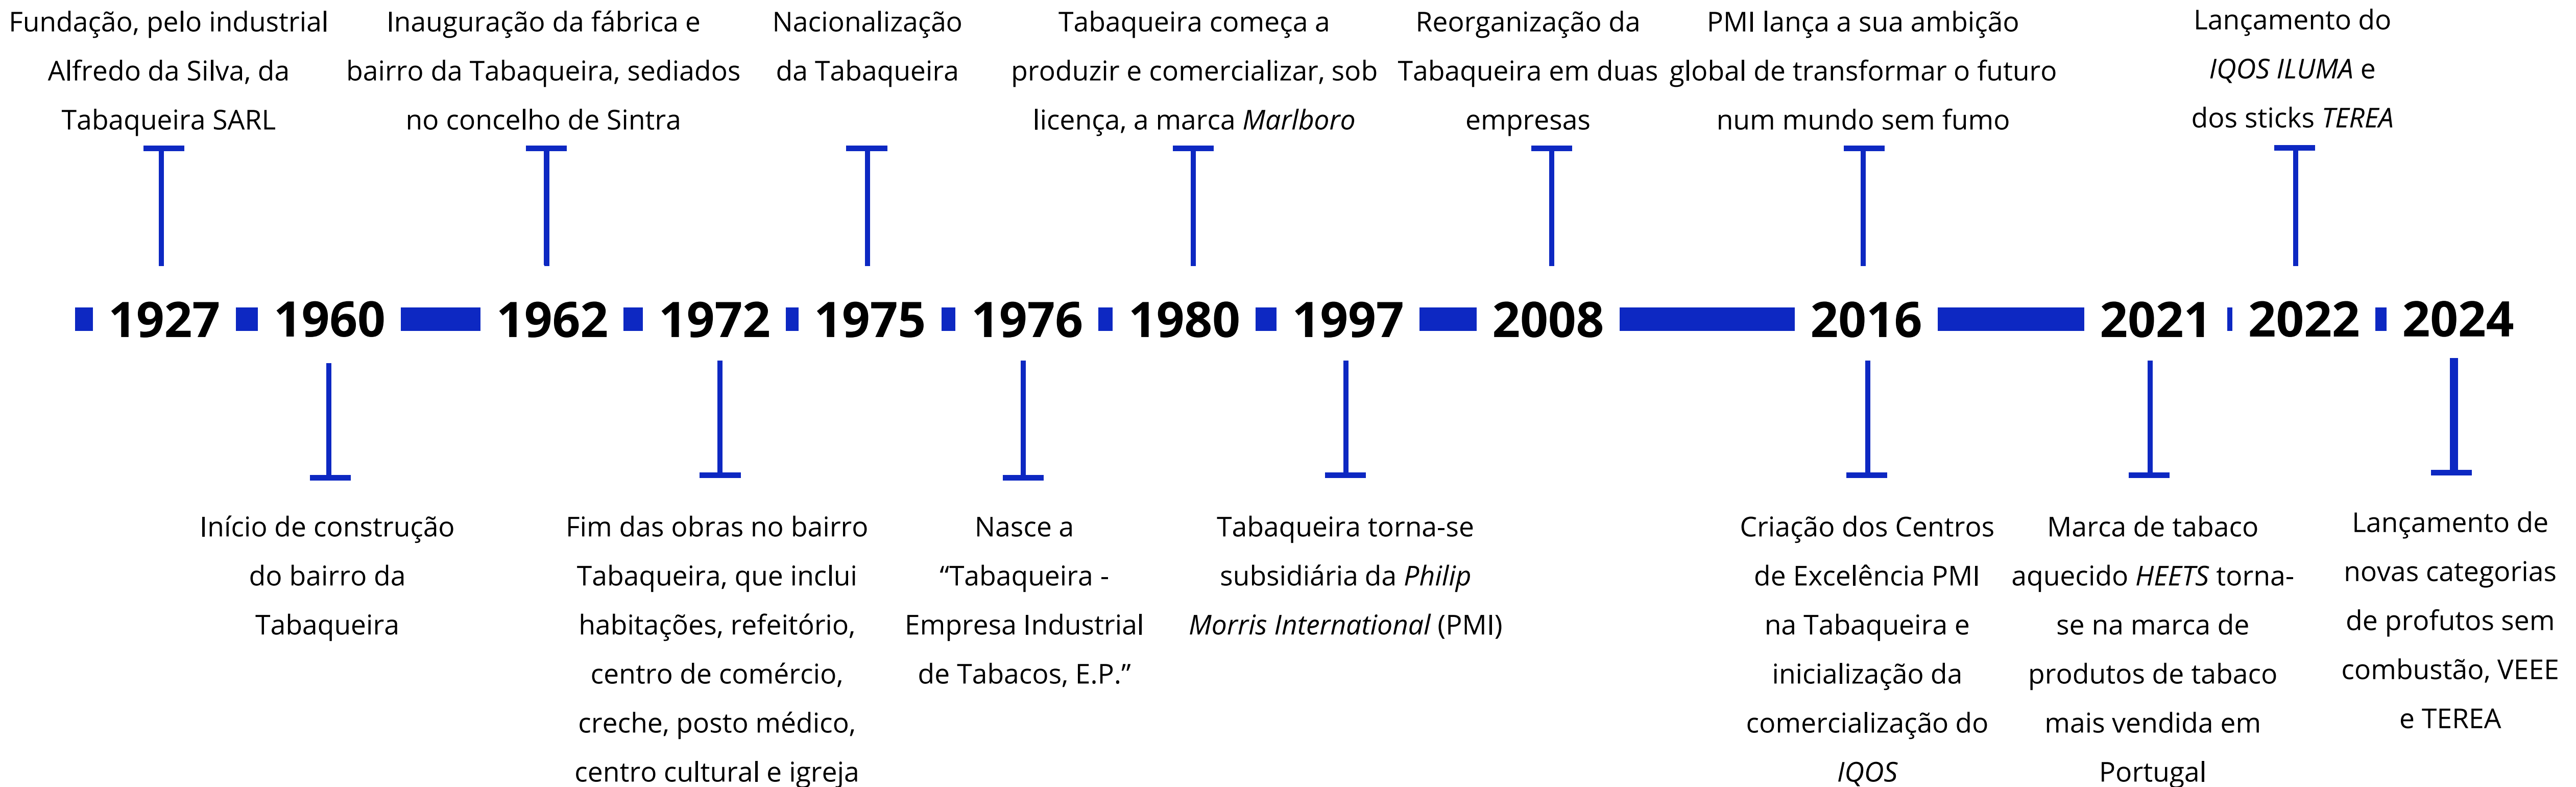 Fundação, pelo industrial
Alfredo da Silva, da
Tabaqueira SARL
Inauguração da fábrica e
bairro da Tabaqueira, sediados
no concelho de Sintra
Nacionalização
da Tabaqueira
Tabaqueira começa a
produzir e comercializar, sob
licença, a marca Marlboro
Reorganização da
Tabaqueira em duas
empresas
PMI lança a sua ambição
global de transformar o futuro
num mundo sem fumo
Lançamento do
IQOS ILUMA e
dos sticks TEREA
1927 1960 1962 1972 1975 1976 1980 1997 2008 2016 2021 2022 2024
Início de construção
do bairro da
Tabaqueira
Fim das obras no bairro
Tabaqueira, que inclui
habitações, refeitório,
centro de comércio,
creche, posto médico,
centro cultural e igreja
Nasce a
“Tabaqueira -
Empresa Industrial
de Tabacos, E.P.”
Tabaqueira torna-se
subsidiária da Philip
Morris International (PMI)
Criação dos Centros
de Excelência PMI
na Tabaqueira e
inicialização da
comercialização do
IQOS
Marca de tabaco
aquecido HEETS torna-
se na marca de
produtos de tabaco
mais vendida em
Portugal
Lançamento de
novas categorias
de profutos sem
combustão, VEEE
e TEREA